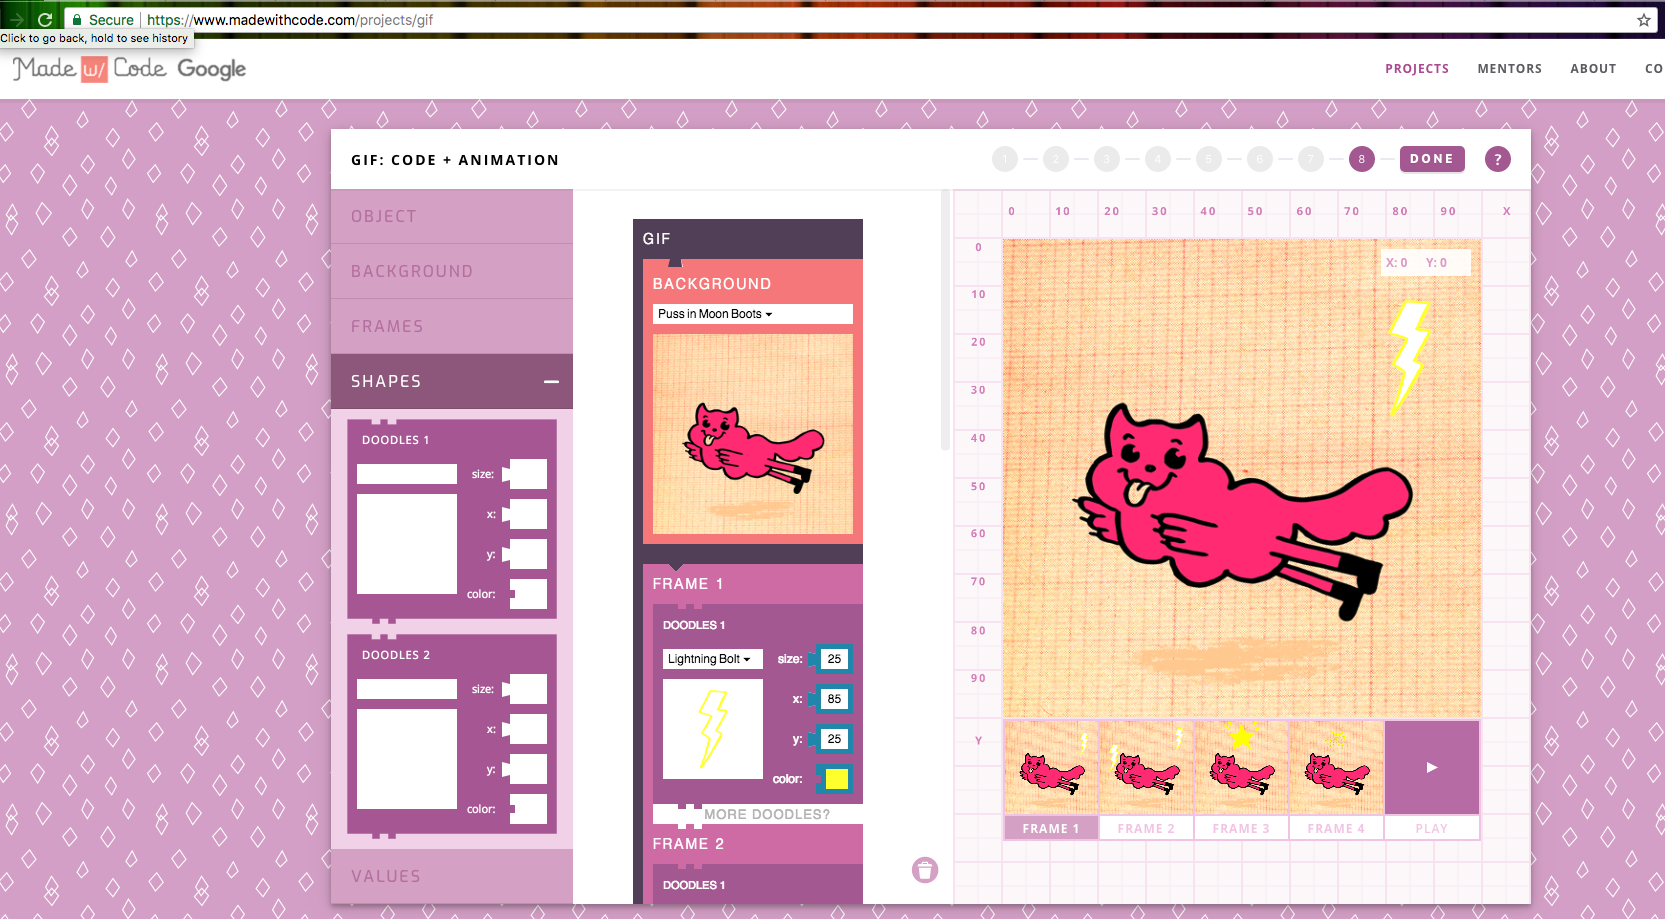 Secure https://www.madewithcode.com/projects/gif
Click to go back, hold to see history
Made w/ Code Google
PROJECTS MENTORS ABOUT CO
GIF: CODE + ANIMATION
1 2 3 4 5 6 7 8 DONE ?
OBJECT
BACKGROUND
FRAMES
SHAPES
DOODLES 1
size:
x:
y:
color:
DOODLES 2
size:
x:
y:
color:
VALUES
GIF
BACKGROUND
Puss in Moon Boots
FRAME 1
DOODLES 1
Lightning Bolt size: 25
x: 85
y: 25
color:
MORE DOODLES?
FRAME 2
DOODLES 1
0 10 20 30 40 50 60 70 80 90 X
X: 0 Y: 0
0
10
20
30
40
50
60
70
80
90
Y
FRAME 1 FRAME 2 FRAME 3 FRAME 4 PLAY